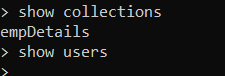 > show collections
empDetails
> show users
>